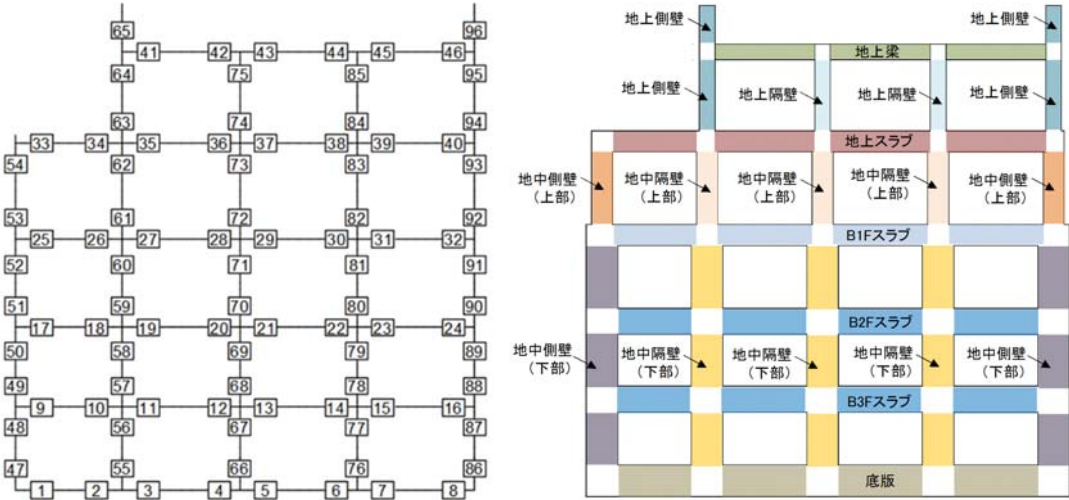 65 96
41 42 43 44 45 46
64 75 85 95
63 74 84 94
33 34 35 36 37 38 39 40
54 62 73 83 93
53 61 72 82 92
25 26 27 28 29 30 31 32
52 60 71 81 91
51 59 70 80 90
17 18 19 20 21 22 23 24
50 58 69 79 89
49 57 68 78 88
9 10 11 12 13 14 15 16
48 56 67 77 87
47 55 66 76 86
1 2 3 4 5 6 7 8
地上側壁 地上側壁
地上梁
地上側壁 地上隔壁 地上隔壁 地上側壁
地上スラブ
地中側壁 地中隔壁 地中隔壁 地中隔壁 地中側壁
(上部) (上部) (上部) (上部) (上部)
B1Fスラブ
B2Fスラブ
地中側壁 地中隔壁 地中隔壁 地中隔壁 地中側壁
(下部) (下部) (下部) (下部) (下部)
B3Fスラブ
底版